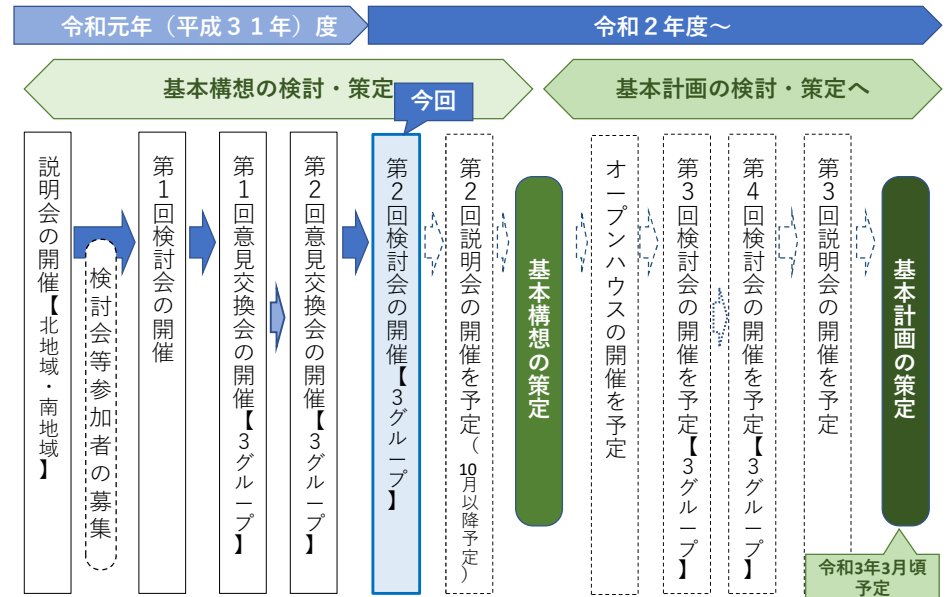 令和元年（平成３１年）度
令和２年度～
基本構想の検討・策定
今回
基本計画の検討・策定へ
説明会の開催【北地域・南地域】
検討会等参加者の募集
第１回検討会の開催
第１回意見交換会の開催【３グループ】
第２回意見交換会の開催【３グループ】
第２回検討会の開催【３グループ】
第２回説明会の開催を予定（10月以降予定）
基本構想の策定
オープンハウスの開催を予定
第３回検討会の開催を予定【３グループ】
第４回検討会の開催を予定【３グループ】
第３回説明会の開催を予定
基本計画の策定
令和3年3月頃
予定